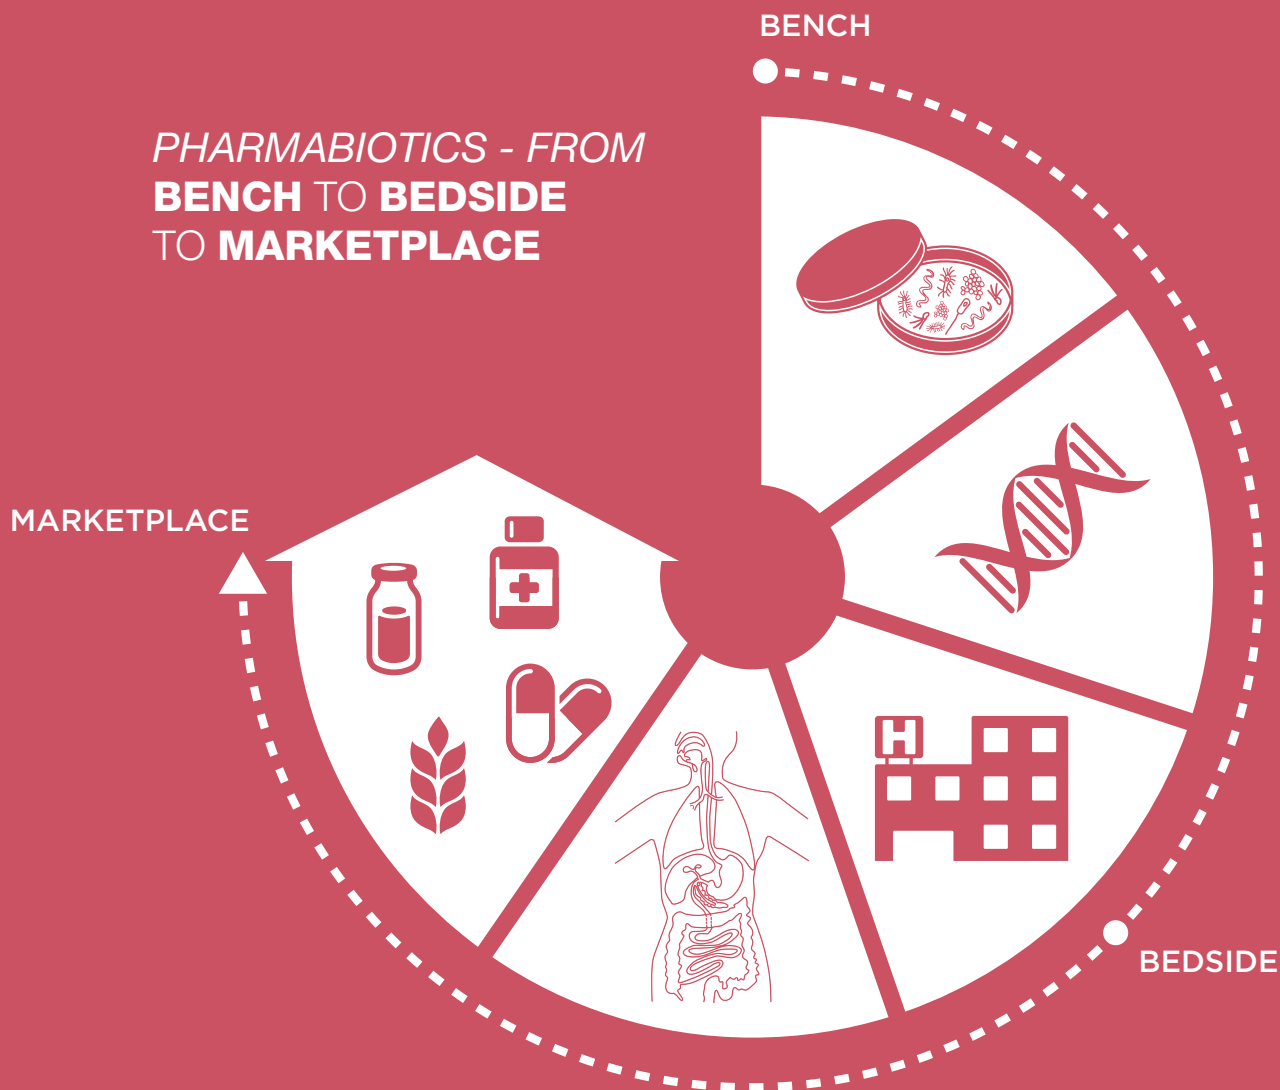 BENCH
PHARMABIOTICS - FROM
BENCH TO BEDSIDE
TO MARKETPLACE
MARKETPLACE
H
BEDSIDE